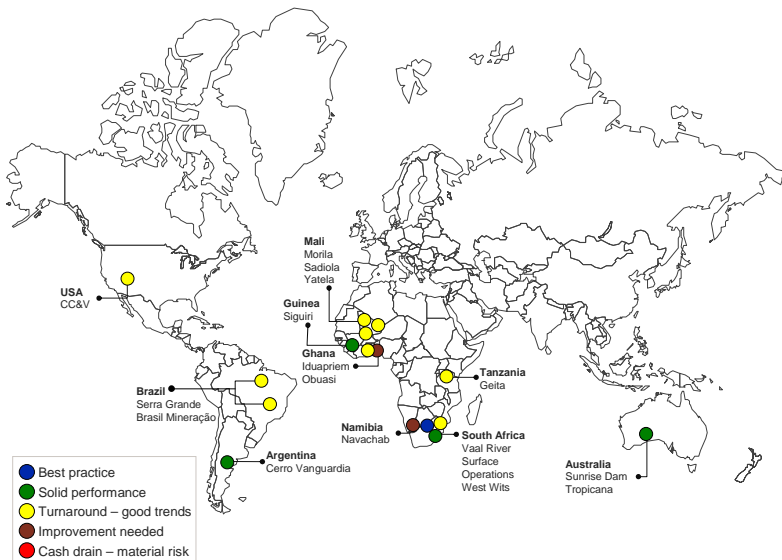 Mali
Morila
Sadiola
Yatela
USA
CC&V
Guinea
Siguiri
Ghana
Iduapriem
Obuasi
Tanzania
Geita
Brazil
Serra Grande
Brasil Mineração
Namibia
Navachab
South Africa
Vaal River
Surface
Operations
West Wits
Argentina
Cerro Vanguardia
Australia
Sunrise Dam
Tropicana
Best practice
Solid performance
Turnaround – good trends
Improvement needed
Cash drain – material risk